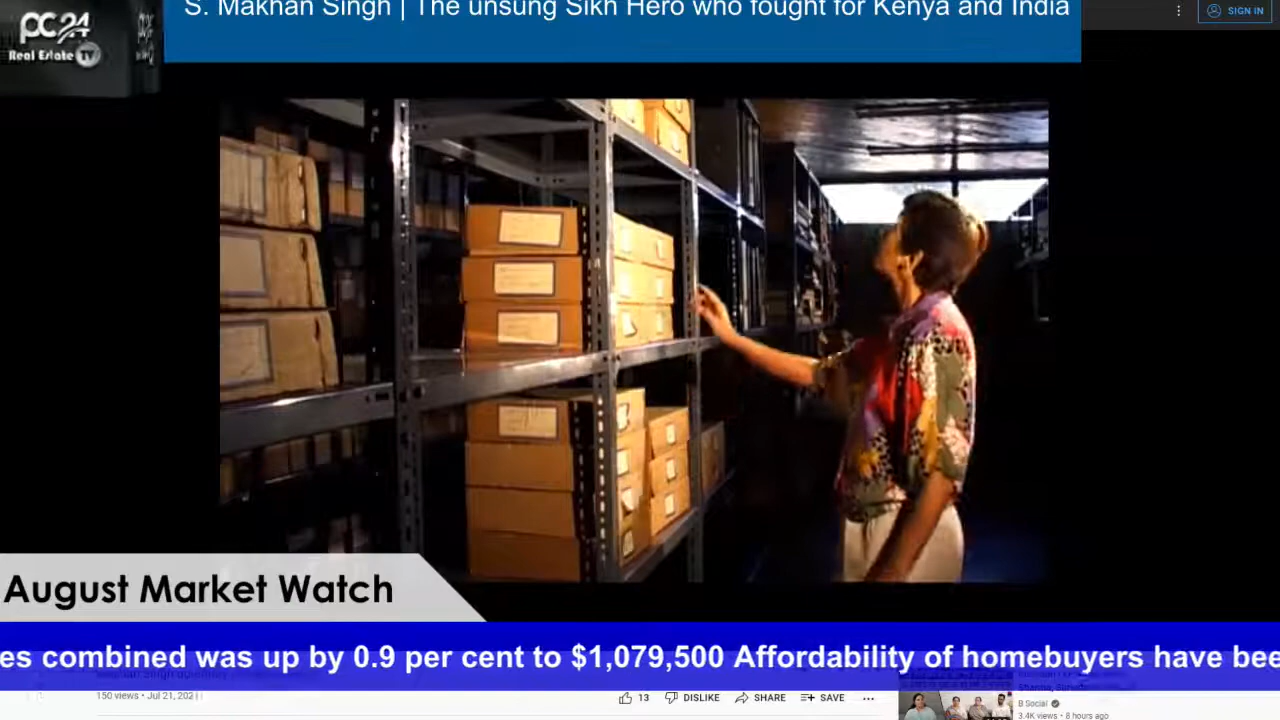 S. Makhan Singh | The unsung Sikh Hero who fought for Kenya and India
SIGN IN
PC24
Real Estate TV
August Market Watch
es combined was up by 0.9 per cent to $1,079,500 Affordability of homebuyers have bee
150 views • Jul 21, 2021
13 DISLIKE SHARE SAVE
B Social
3.4K views • 8 hours ago